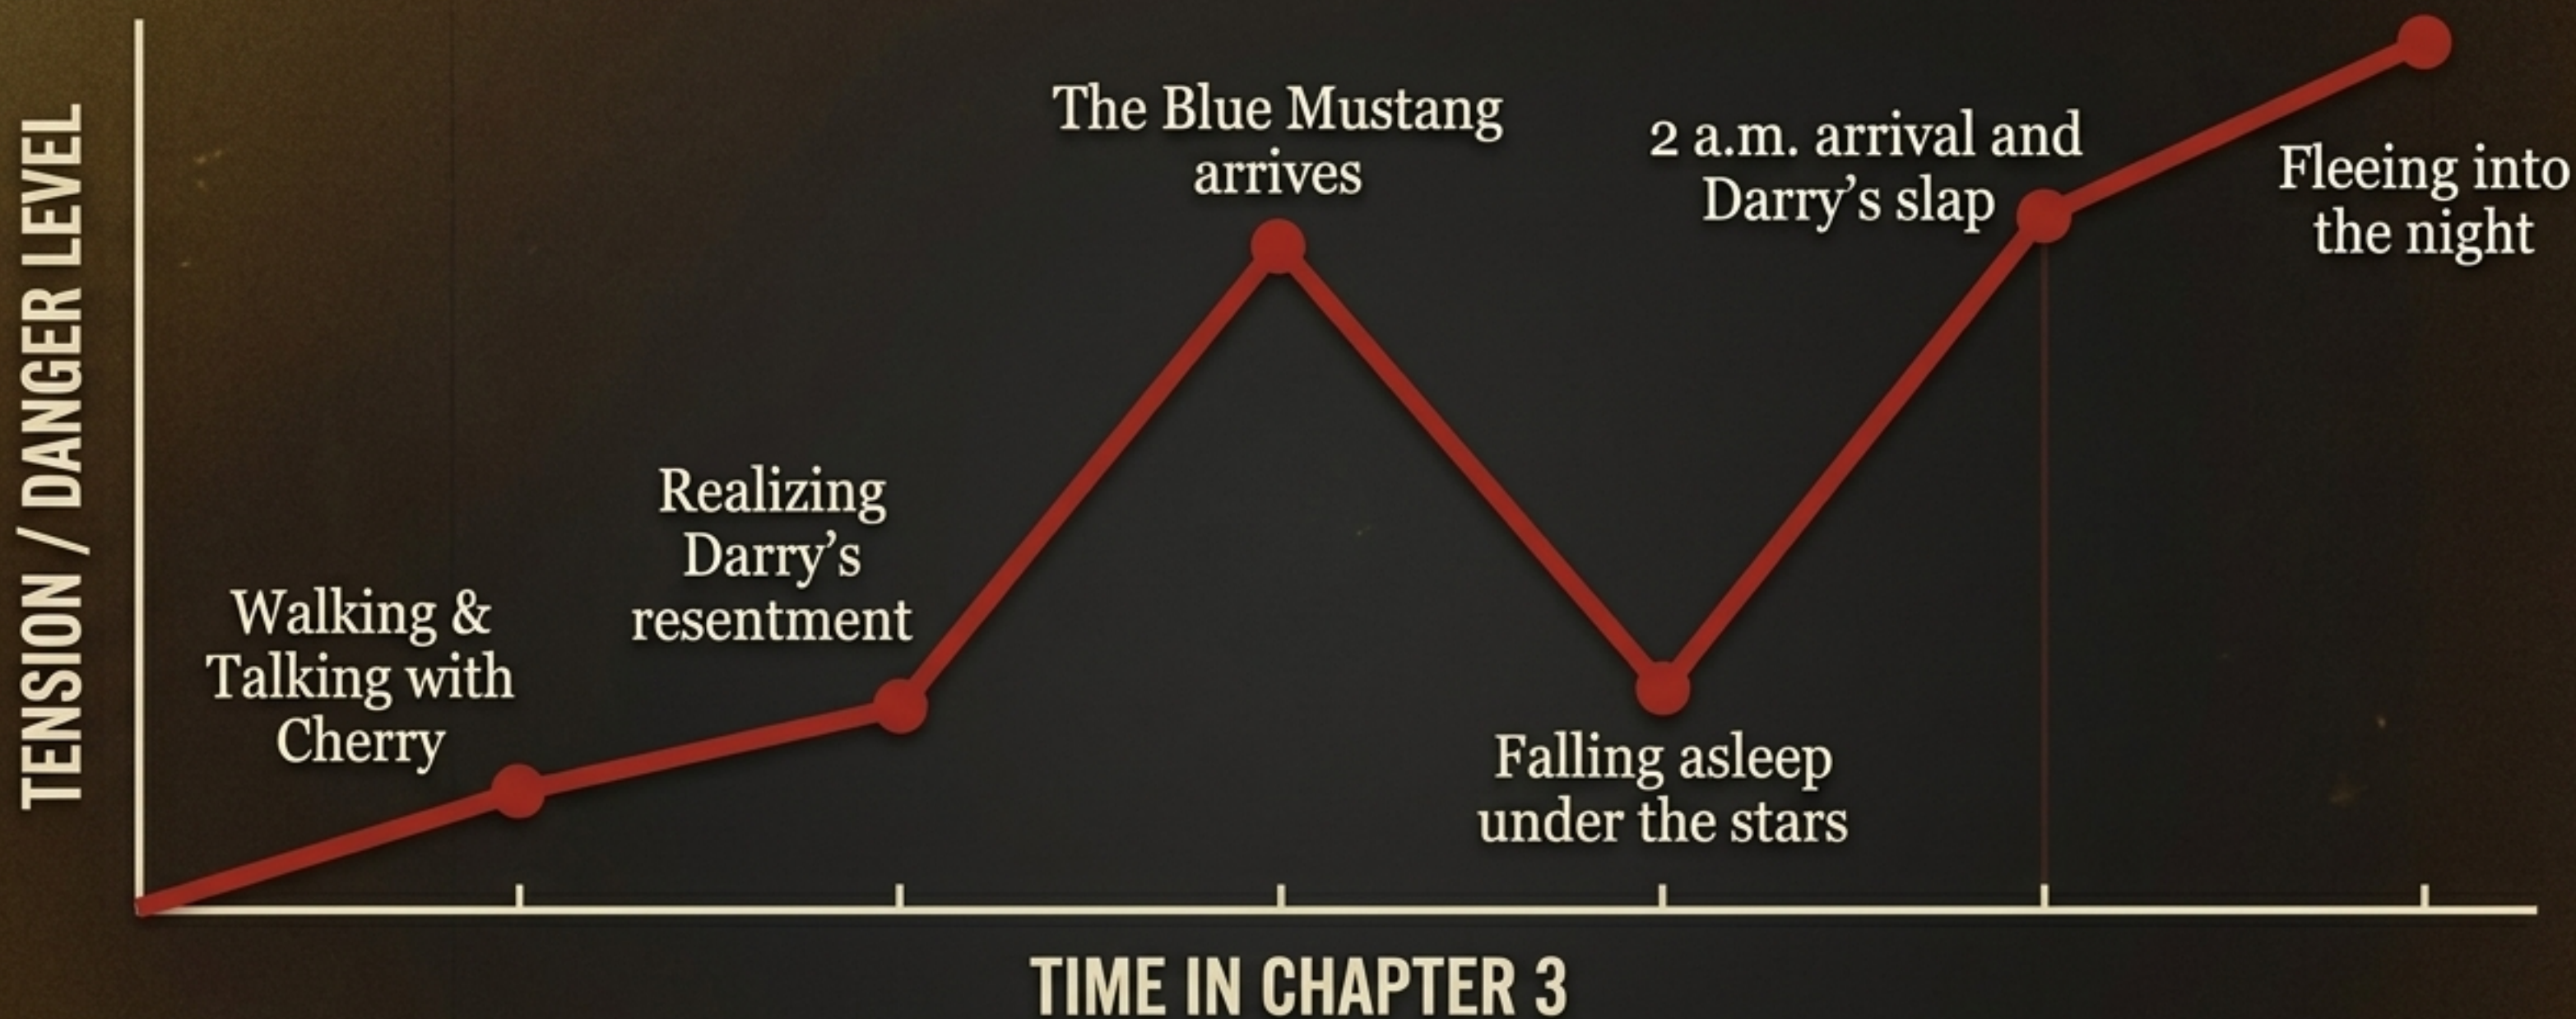 TENSION / DANGER LEVEL
Walking &
Talking with
Cherry
Realizing
Darry’s
resentment
The Blue Mustang
arrives
Falling asleep
under the stars
2 a.m. arrival and
Darry’s slap
Fleeing into
the night
TIME IN CHAPTER 3